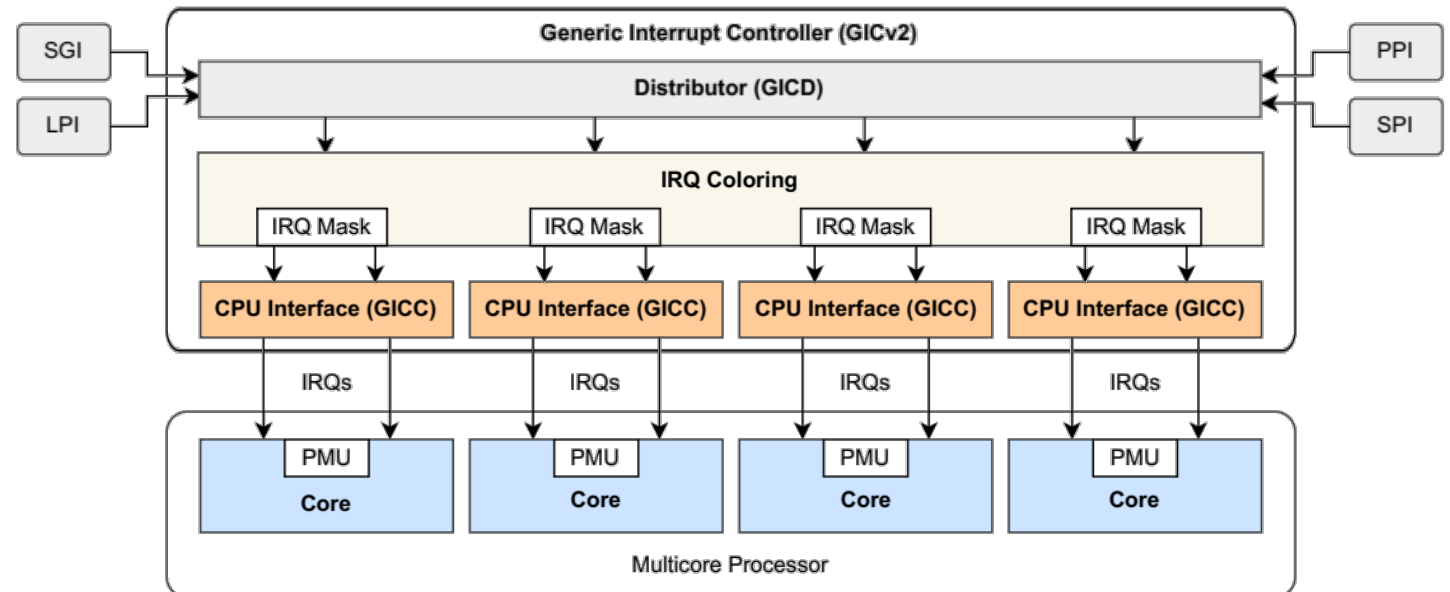 Generic Interrupt Controller (GICv2)
SGI
PPI
Distributor (GICD)
LPI
SPI
IRQ Coloring
IRQ Mask IRQ Mask IRQ Mask IRQ Mask
CPU Interface (GICC) CPU Interface (GICC) CPU Interface (GICC) CPU Interface (GICC)
IRQs IRQs IRQs IRQs
PMU PMU PMU PMU
Core Core Core Core
Multicore Processor